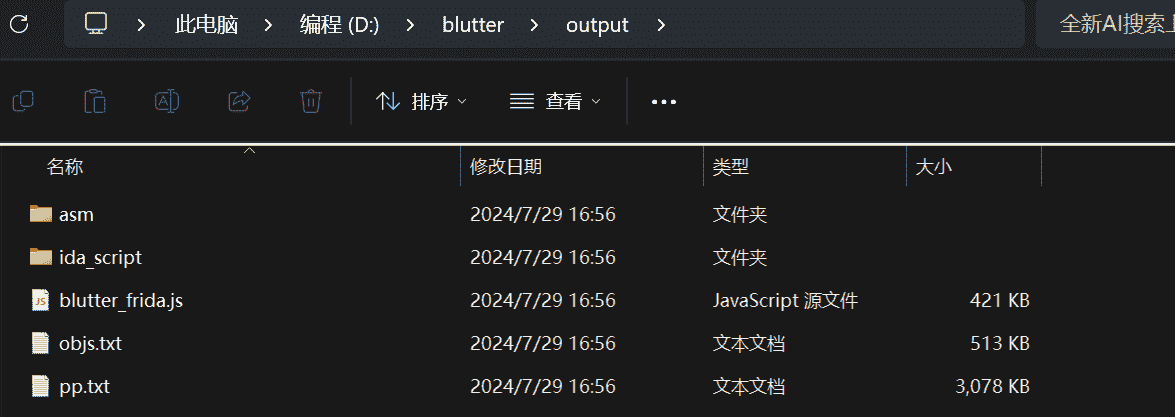 此电脑 > 编程 (D:) > blutter > output > 全新AI搜索
排序 查看
名称 修改日期 类型 大小
asm 2024/7/29 16:56 文件夹
ida_script 2024/7/29 16:56 文件夹
blutter_frida.js 2024/7/29 16:56 JavaScript 源文件 421 KB
objs.txt 2024/7/29 16:56 文本文档 513 KB
pp.txt 2024/7/29 16:56 文本文档 3,078 KB